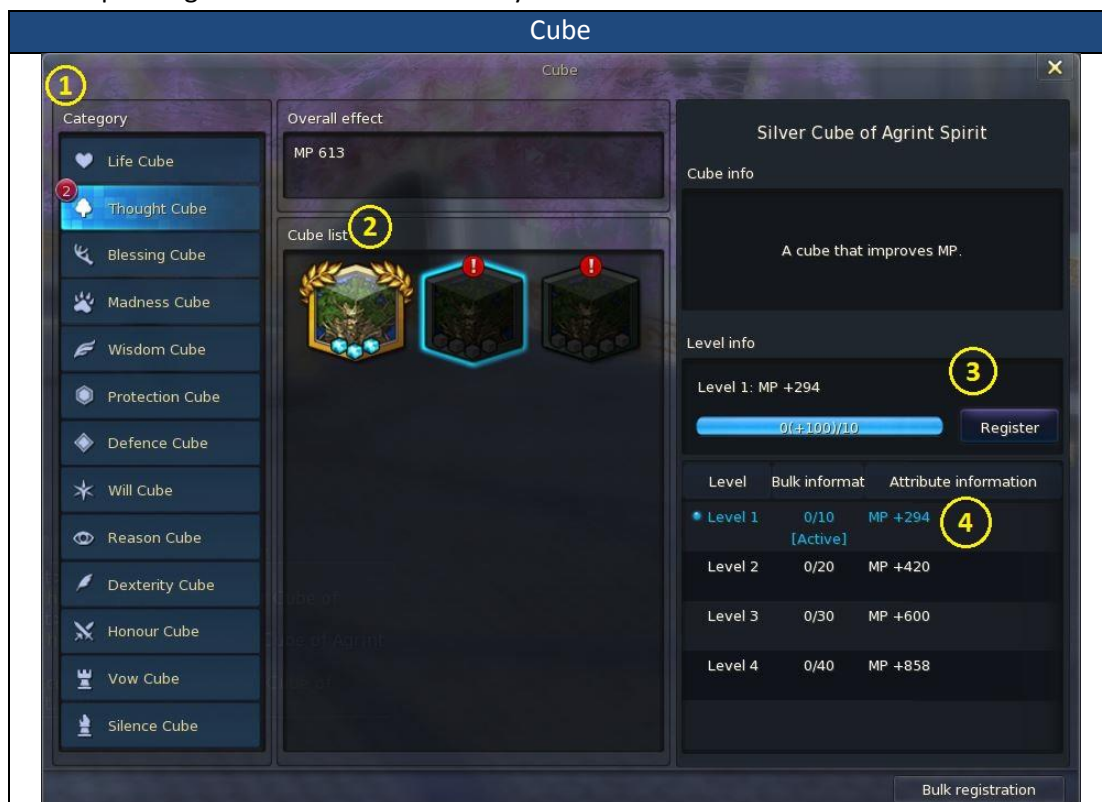 Cube
Cube
1
Category
Life Cube
2
Thought Cube
Blessing Cube
Madness Cube
Wisdom Cube
Protection Cube
Defence Cube
Will Cube
Reason Cube
Dexterity Cube
Honour Cube
Vow Cube
Silence Cube
Overall effect
MP 613
Cube list
2
!
!
Silver Cube of Agrint Spirit
Cube info
A cube that improves MP.
Level info
3
Level 1: MP +294
0(+100)/10
Register
Level Bulk informat Attribute information
Level 1 0/10 MP +294
4
[Active]
Level 2 0/20 MP +420
Level 3 0/30 MP +600
Level 4 0/40 MP +858
Bulk registration